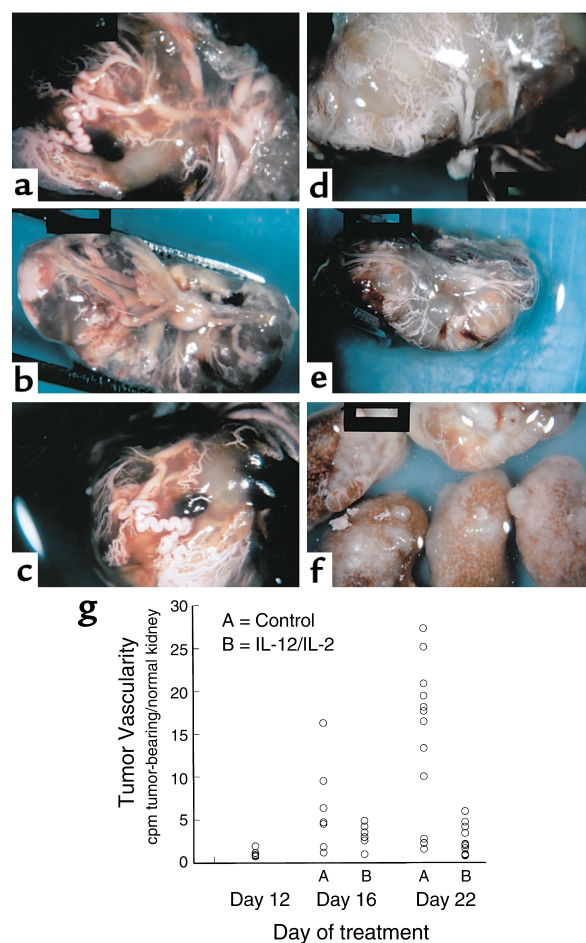 a
d
b
e
c
f
g
Tumor Vascularity
cpm tumor-bearing/normal kidney
30
25
20
15
10
5
0
A = Control
B = IL-12/IL-2
A B A B
Day 12 Day 16 Day 22
Day of treatment